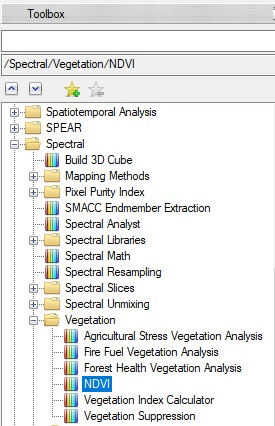 Toolbox
/Spectral/Vegetation/NDVI
Spatiotemporal Analysis
SPEAR
Spectral
Build 3D Cube
Mapping Methods
Pixel Purity Index
SMACC Endmember Extraction
Spectral Analyst
Spectral Libraries
Spectral Math
Spectral Resampling
Spectral Slices
Spectral Unmixing
Vegetation
Agricultural Stress Vegetation Analysis
Fire Fuel Vegetation Analysis
Forest Health Vegetation Analysis
NDVI
Vegetation Index Calculator
Vegetation Suppression